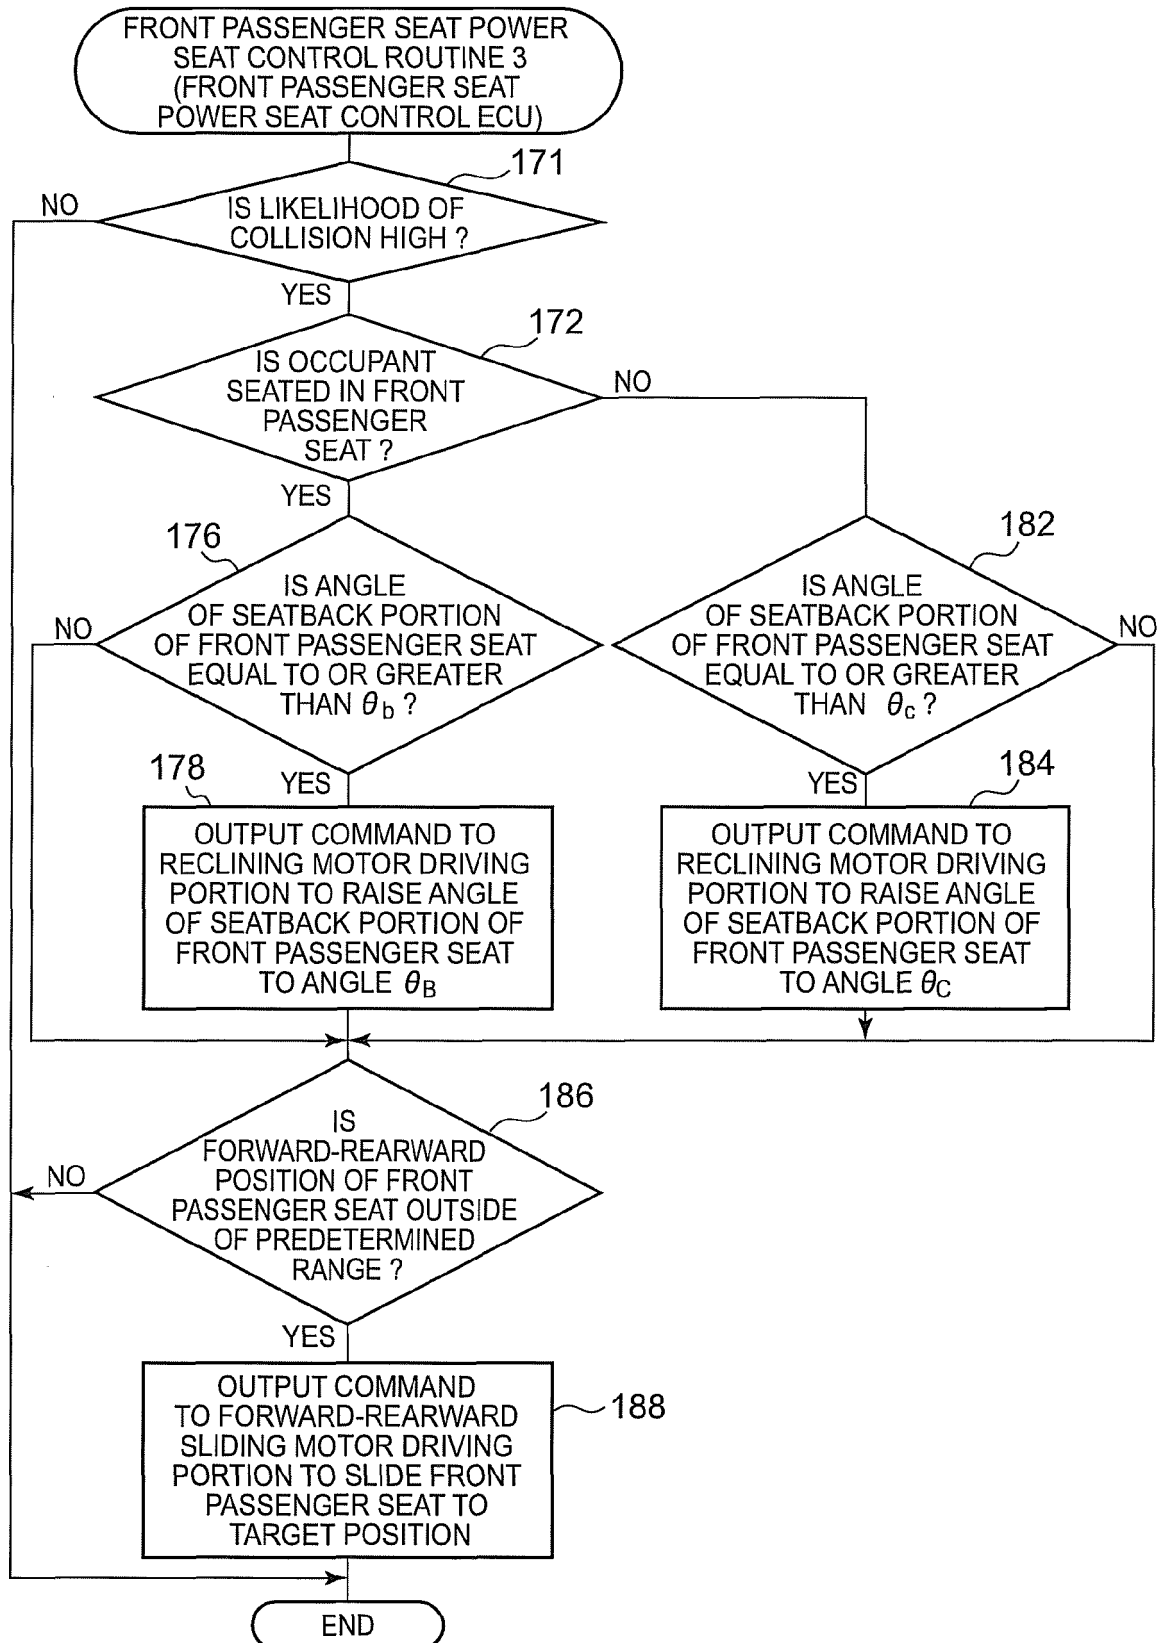 FRONT PASSENGER SEAT POWER
SEAT CONTROL ROUTINE 3
(FRONT PASSENGER SEAT
POWER SEAT CONTROL ECU)
171
NO
IS LIKELIHOOD OF
COLLISION HIGH ?
YES
172
IS OCCUPANT
SEATED IN FRONT
PASSENGER
SEAT ?
NO
YES
176
IS ANGLE
OF SEATBACK PORTION
OF FRONT PASSENGER SEAT
EQUAL TO OR GREATER
THAN θb ?
NO
YES
182
IS ANGLE
OF SEATBACK PORTION
OF FRONT PASSENGER SEAT
EQUAL TO OR GREATER
THAN θc ?
NO
YES
178
OUTPUT COMMAND TO
RECLINING MOTOR DRIVING
PORTION TO RAISE ANGLE
OF SEATBACK PORTION OF
FRONT PASSENGER SEAT
TO ANGLE θB
184
OUTPUT COMMAND TO
RECLINING MOTOR DRIVING
PORTION TO RAISE ANGLE
OF SEATBACK PORTION OF
FRONT PASSENGER SEAT
TO ANGLE θC
186
IS
FORWARD-REARWARD
POSITION OF FRONT
PASSENGER SEAT OUTSIDE
OF PREDETERMINED
RANGE ?
NO
YES
OUTPUT COMMAND
TO FORWARD-REARWARD
SLIDING MOTOR DRIVING
PORTION TO SLIDE FRONT
PASSENGER SEAT TO
TARGET POSITION
188
END